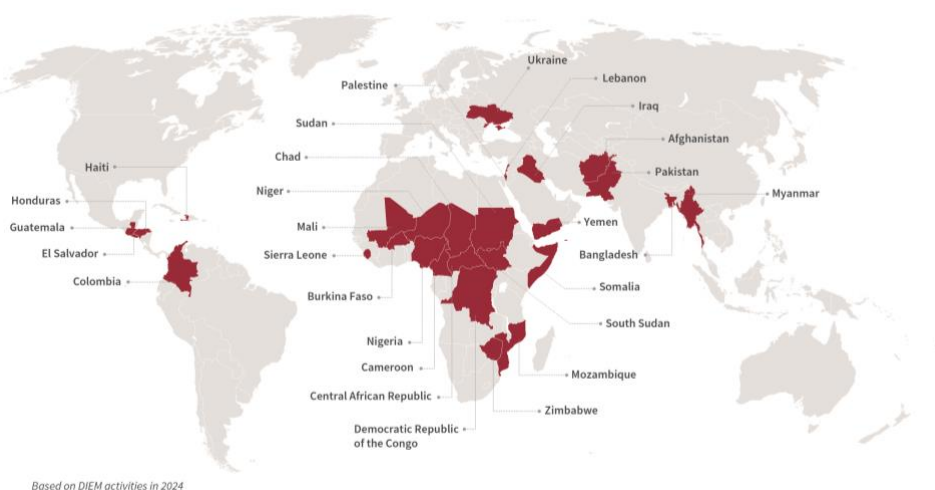 Ukraine
Palestine
Lebanon
Iraq
Sudan
Afghanistan
Chad
Haiti
Pakistan
Niger
Myanmar
Honduras
Yemen
Guatemala
Mali
El Salvador
Sierra Leone
Bangladesh
Colombia
Somalia
Burkina Faso
South Sudan
Nigeria
Cameroon
Mozambique
Central African Republic
Zimbabwe
Democratic Republic
of the Congo
Based on DIEM activities in 2024